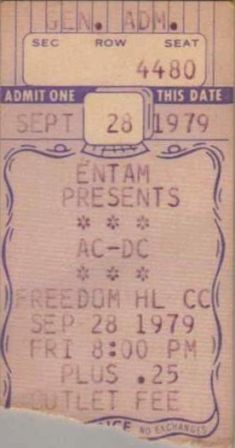 GEN. ADM.
SEC ROW SEAT
4480
ADMIT ONE THIS DATE
SEPT 28 1979
ENTAM
PRESENTS
* * *
AC-DC
* * *
FREEDOM HL CC
SEP 28 1979
FRI 8:00 PM
PLUS .25
OUTLET FEE
NO EXCHANGES